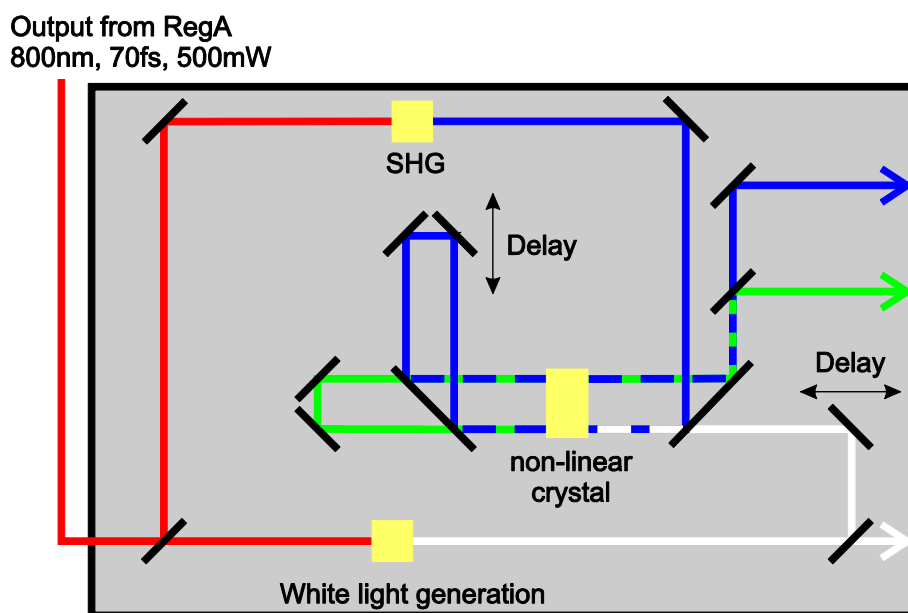 Output from RegA
800nm, 70fs, 500mW
SHG
Delay
Delay
non-linear
crystal
White light generation